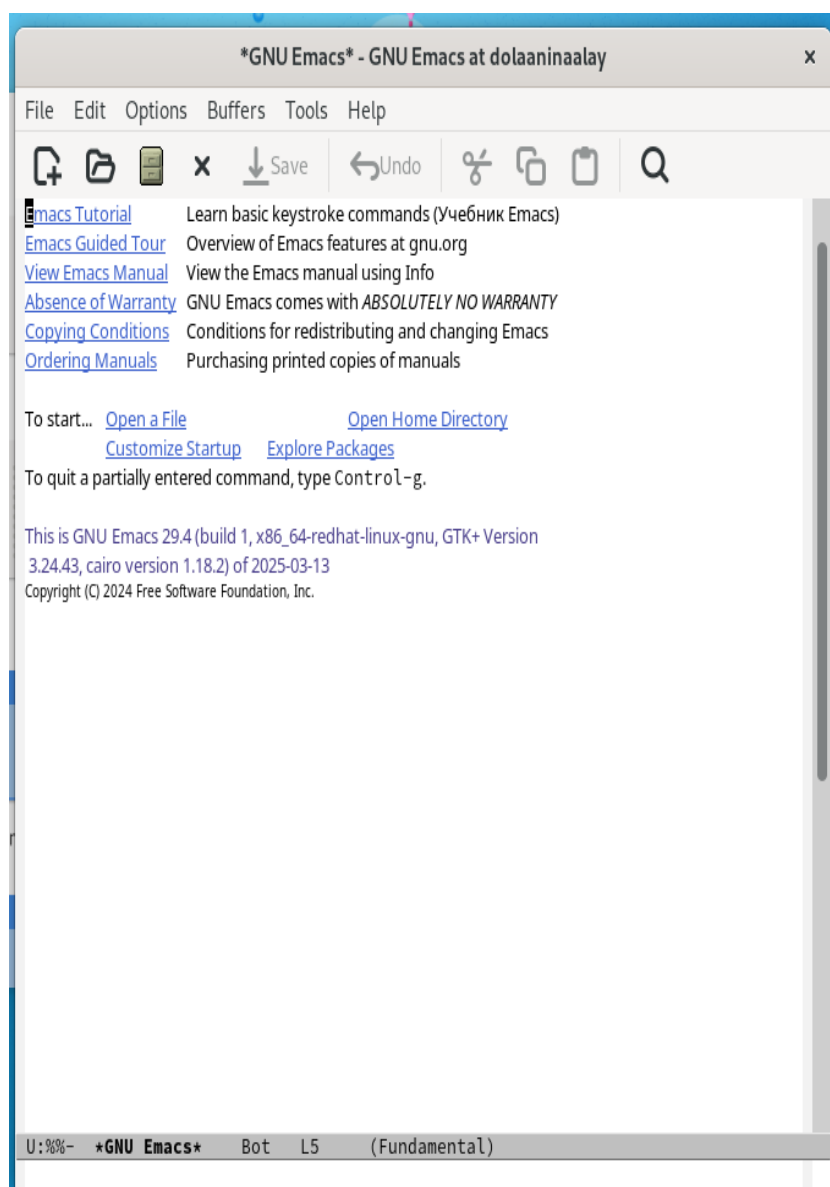 *GNU Emacs* - GNU Emacs at dolaaninaalay
File Edit Options Buffers Tools Help
Save Undo
Emacs Tutorial Learn basic keystroke commands (Учебник Emacs)
Emacs Guided Tour Overview of Emacs features at gnu.org
View Emacs Manual View the Emacs manual using Info
Absence of Warranty GNU Emacs comes with ABSOLUTELY NO WARRANTY
Copying Conditions Conditions for redistributing and changing Emacs
Ordering Manuals Purchasing printed copies of manuals
To start... Open a File Open Home Directory
Customize Startup Explore Packages
To quit a partially entered command, type Control-g.
This is GNU Emacs 29.4 (build 1, x86_64-redhat-linux-gnu, GTK+ Version
3.24.43, cairo version 1.18.2) of 2025-03-13
Copyright (C) 2024 Free Software Foundation, Inc.
U:%%- *GNU Emacs* Bot L5 (Fundamental)